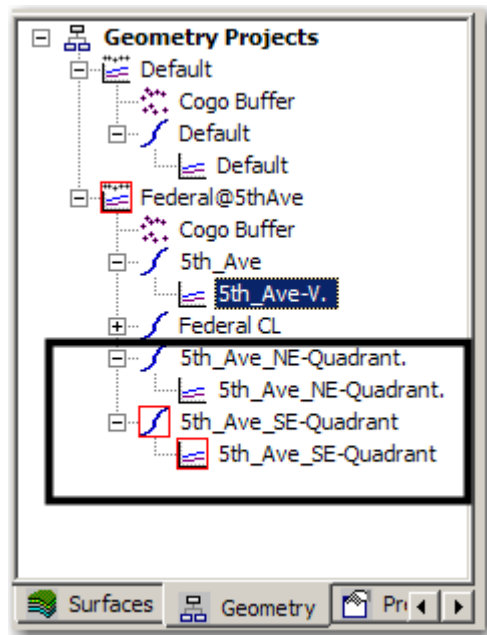 Geometry Projects
Default
Cogo Buffer
Default
Default
Federal@5thAve
Cogo Buffer
5th_Ave
5th_Ave-V.
Federal CL
5th_Ave_NE-Quadrant.
5th_Ave_NE-Quadrant.
5th_Ave_SE-Quadrant
5th_Ave_SE-Quadrant
Surfaces Geometry